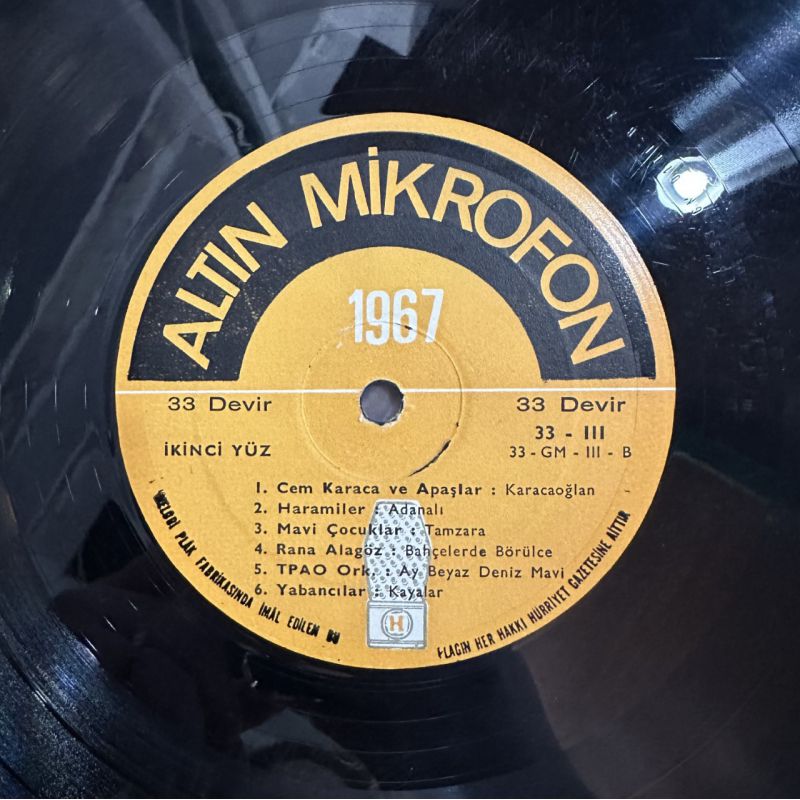 ALTIN MİKROFON
1967
33 Devir
33 Devir
İKİNCİ YÜZ
33 - III
33 - GM - III - B
1. Cem Karaca ve Apaşlar : Karacaoğlan
2. Haramiler : Adanalı
3. Mavi Çocuklar : Tamzara
4. Rana Alagöz : Bahçelerde Börülce
5. TPAO Ork. : Ay Beyaz Deniz Mavi
6. Yabancılar : Kayalar
H
MELODİ PLAK FABRİKASINDA İMAL EDİLEN BU
PLAĞIN HER HAKKI HÜRRİYET GAZETESİNE AİTTİR